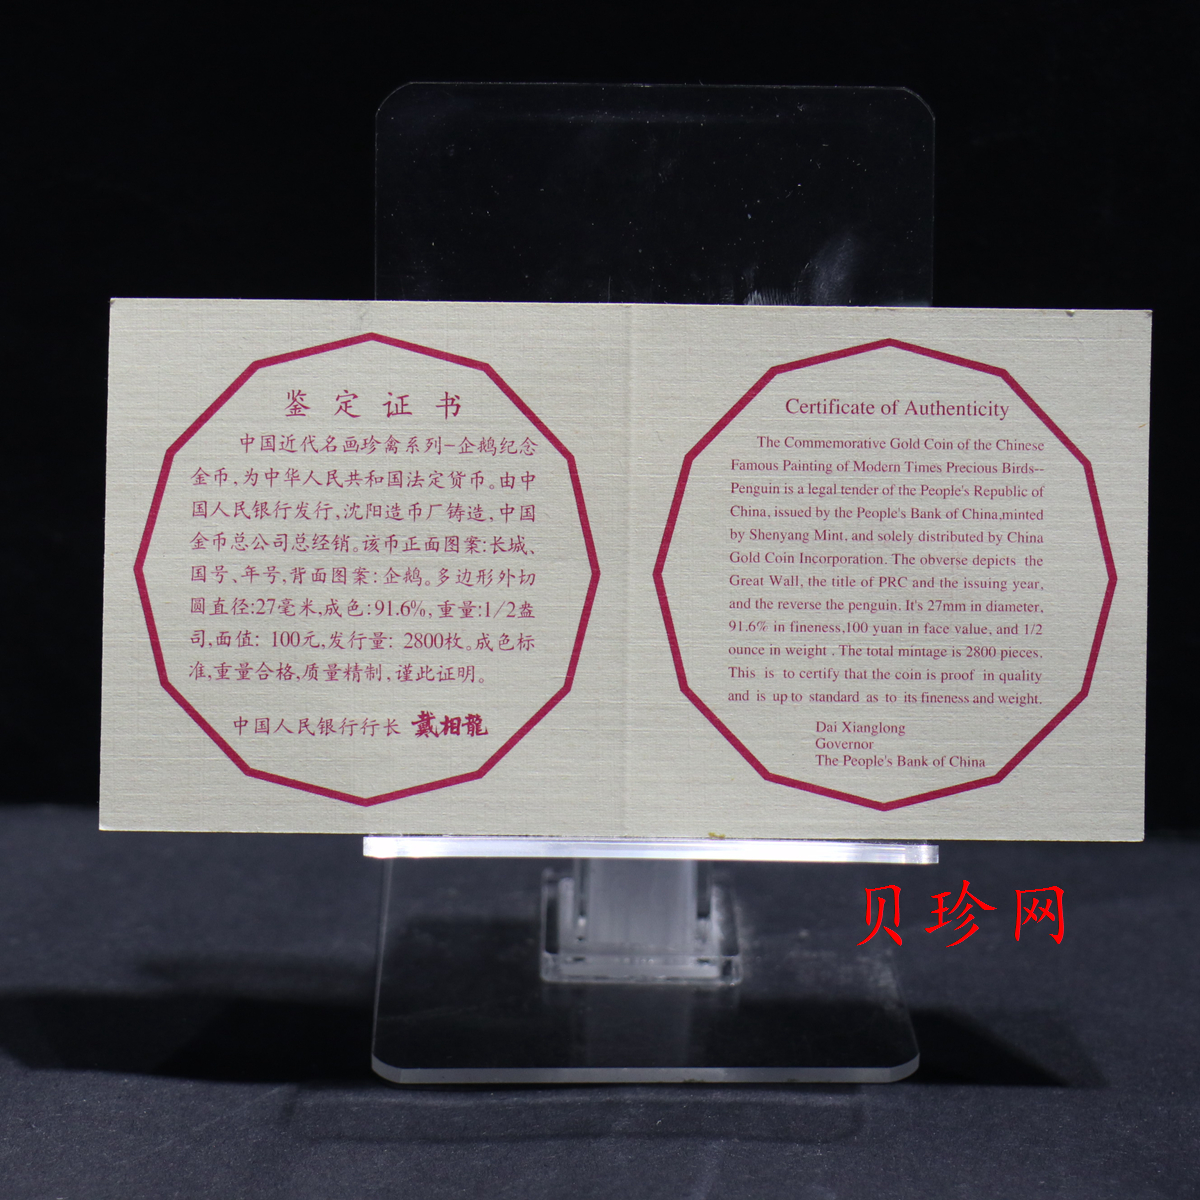 鉴定证书
中国近代名画珍禽系列-企鹅纪念
金币,为中华人民共和国法定货币。由中
国人民银行发行,沈阳造币厂铸造,中国
金币总公司总经销。该币正面图案:长城、
国号、年号,背面图案:企鹅。多边形外切
圆直径:27毫米,成色:91.6%,重量:1/2盎
司,面值: 100元,发行量: 2800枚。成色标
准,重量合格,质量精制,谨此证明。
中国人民银行行长 戴相龍
Certificate of Authenticity
The Commemorative Gold Coin of the Chinese
Famous Painting of Modern Times Precious Birds--
Penguin is a legal tender of the People's Republic of
China, issued by the People's Bank of China,minted
by Shenyang Mint, and solely distributed by China
Gold Coin Incorporation. The obverse depicts the
Great Wall, the title of PRC and the issuing year,
and the reverse the penguin. It's 27mm in diameter,
91.6% in fineness,100 yuan in face value, and 1/2
ounce in weight . The total mintage is 2800 pieces.
This is to certify that the coin is proof in quality
and is up to standard as to its fineness and weight.
Dai Xianglong
Governor
The People's Bank of China
贝珍网